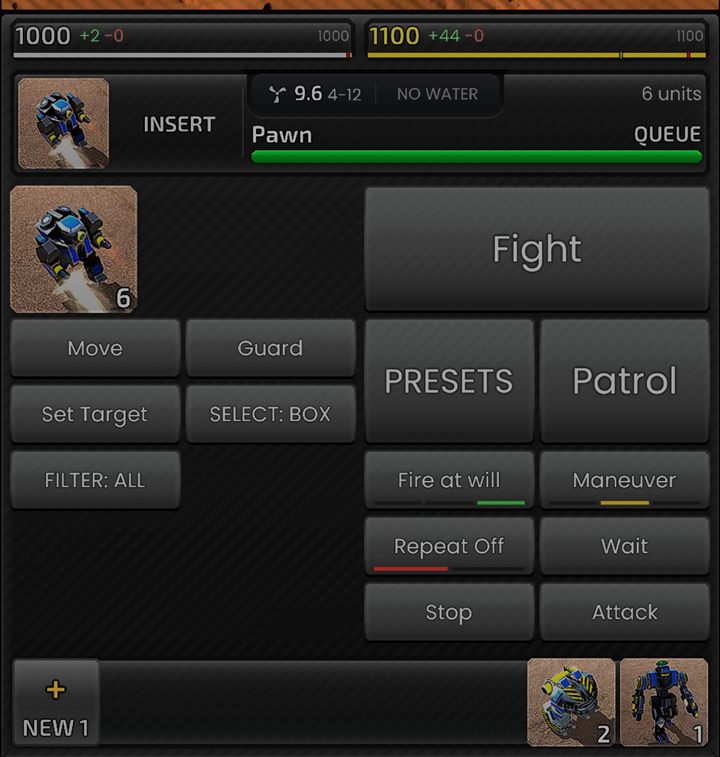 1000 +2 -0 1000
1100 +44 -0 1100
INSERT
9.6 4-12 NO WATER
6 units
Pawn QUEUE
6
Fight
Move Guard
PRESETS Patrol
Set Target SELECT: BOX
FILTER: ALL
Fire at will Maneuver
Repeat Off Wait
Stop Attack
+
NEW 1
2 1